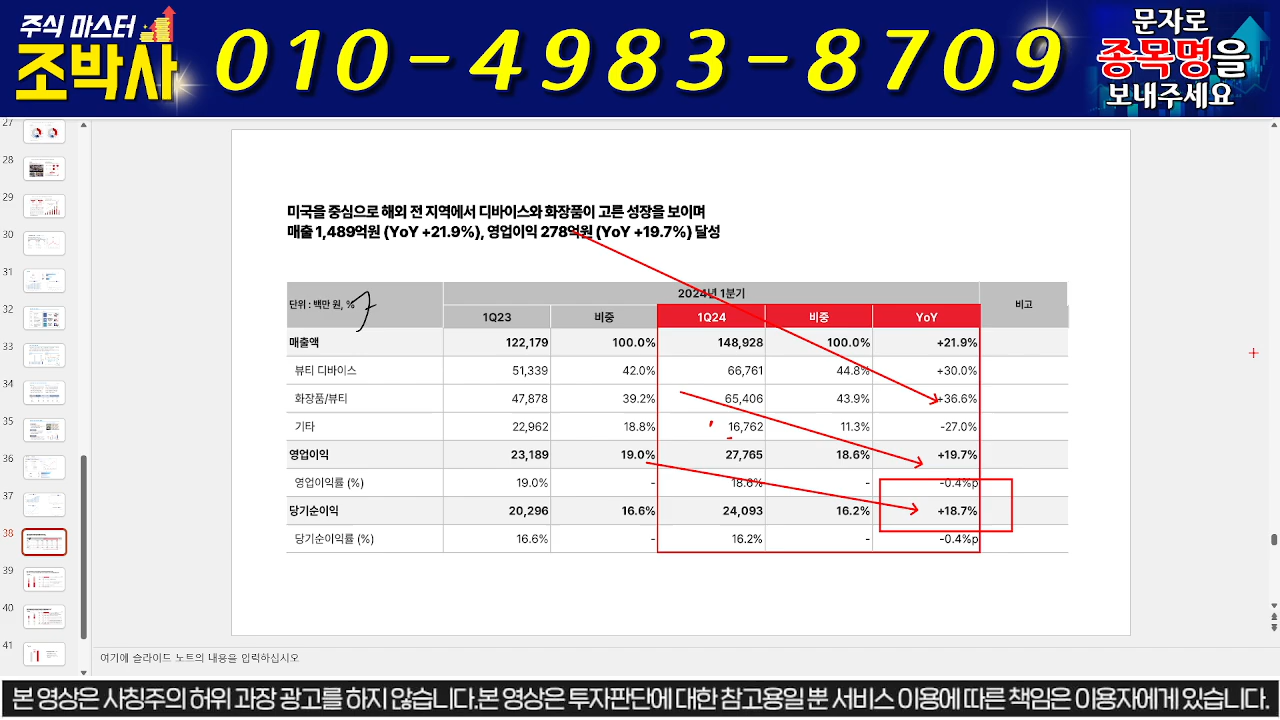 주식 마스터
조박사
010-4983-8709
문자로
종목명을
보내주세요
27
28
29
30
31
32
33
34
35
36
37
38
39
40
41
미국을 중심으로 해외 전 지역에서 디바이스와 화장품이 고른 성장을 보이며
매출 1,489억원 (YoY +21.9%), 영업이익 278억원 (YoY +19.7%) 달성
단위 : 백만 원, % 2024년 1분기 비고
1Q23 비중 1Q24 비중 YoY
매출액 122,179 100.0% 148,928 100.0% +21.9%
뷰티 디바이스 51,339 42.0% 66,761 44.8% +30.0%
화장품/뷰티 47,878 39.2% 65,406 43.9% +36.6%
기타 22,962 18.8% 16,762 11.3% -27.0%
영업이익 23,189 19.0% 27,765 18.6% +19.7%
영업이익률 (%) 19.0% - 18.6% - -0.4%p
당기순이익 20,296 16.6% 24,093 16.2% +18.7%
당기순이익률 (%) 16.6% - 16.2% - -0.4%p
여기에 슬라이드 노트의 내용을 입력하십시오
본 영상은 사칭주의 허위 과장 광고를 하지 않습니다.본 영상은 투자판단에 대한 참고용일 뿐 서비스 이용에 따른 책임은 이용자에게 있습니다.